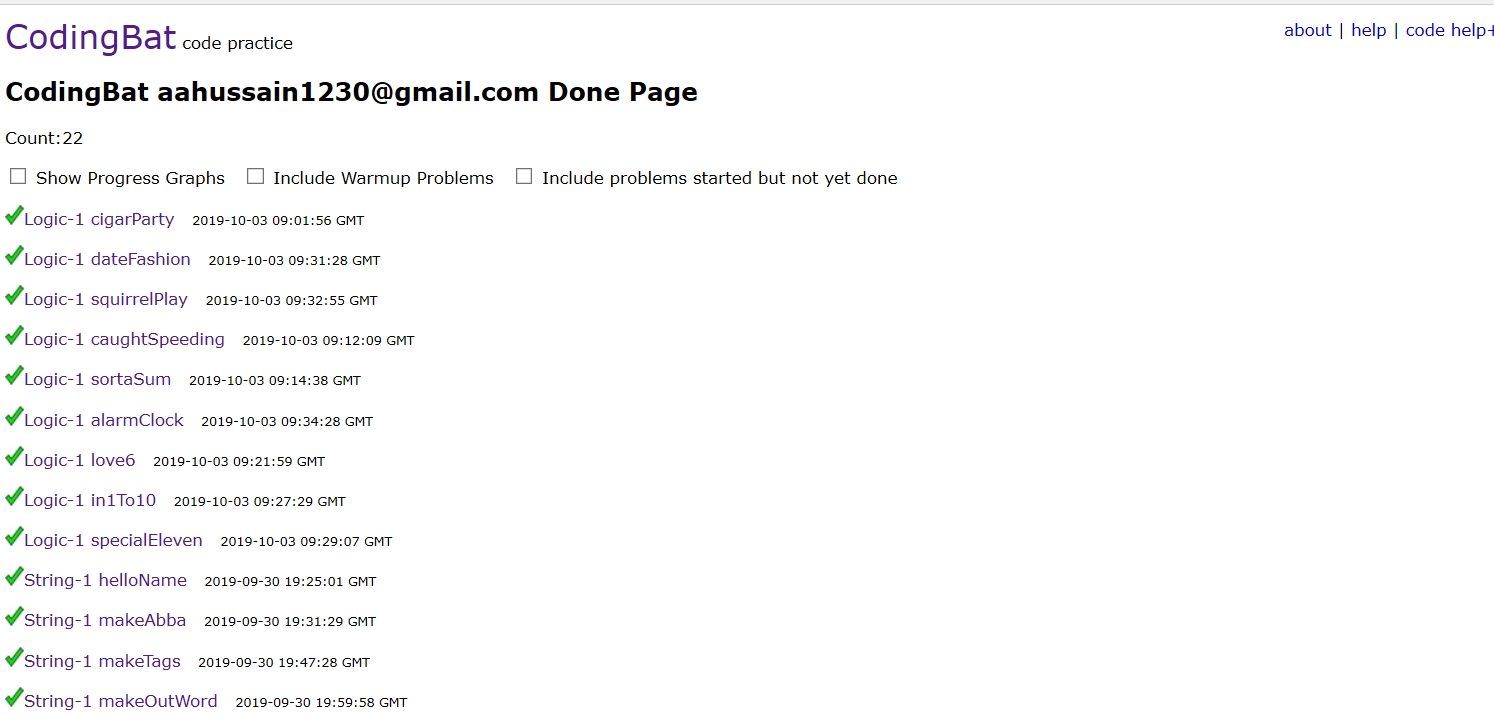 CodingBat code practice
about | help | code help+
CodingBat aahussain1230@gmail.com Done Page
Count:22
Show Progress Graphs Include Warmup Problems Include problems started but not yet done
Logic-1 cigarParty 2019-10-03 09:01:56 GMT
Logic-1 dateFashion 2019-10-03 09:31:28 GMT
Logic-1 squirrelPlay 2019-10-03 09:32:55 GMT
Logic-1 caughtSpeeding 2019-10-03 09:12:09 GMT
Logic-1 sortaSum 2019-10-03 09:14:38 GMT
Logic-1 alarmClock 2019-10-03 09:34:28 GMT
Logic-1 love6 2019-10-03 09:21:59 GMT
Logic-1 in1To10 2019-10-03 09:27:29 GMT
Logic-1 specialEleven 2019-10-03 09:29:07 GMT
String-1 helloName 2019-09-30 19:25:01 GMT
String-1 makeAbba 2019-09-30 19:31:29 GMT
String-1 makeTags 2019-09-30 19:47:28 GMT
String-1 makeOutWord 2019-09-30 19:59:58 GMT